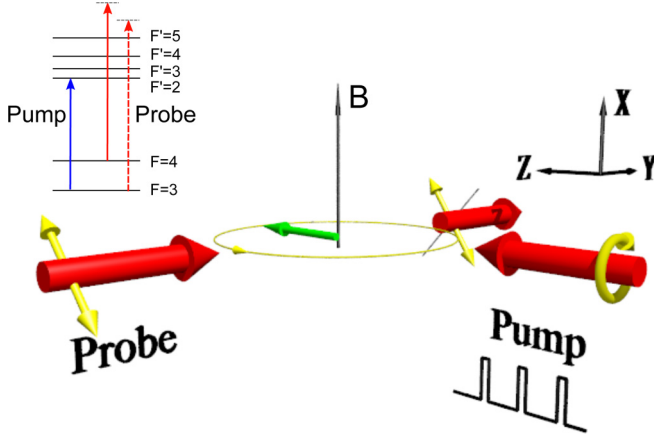 F'=5
F'=4
F'=3
F'=2
Pump
Probe
F=4
F=3
B
X
Z
Y
Probe
Pump